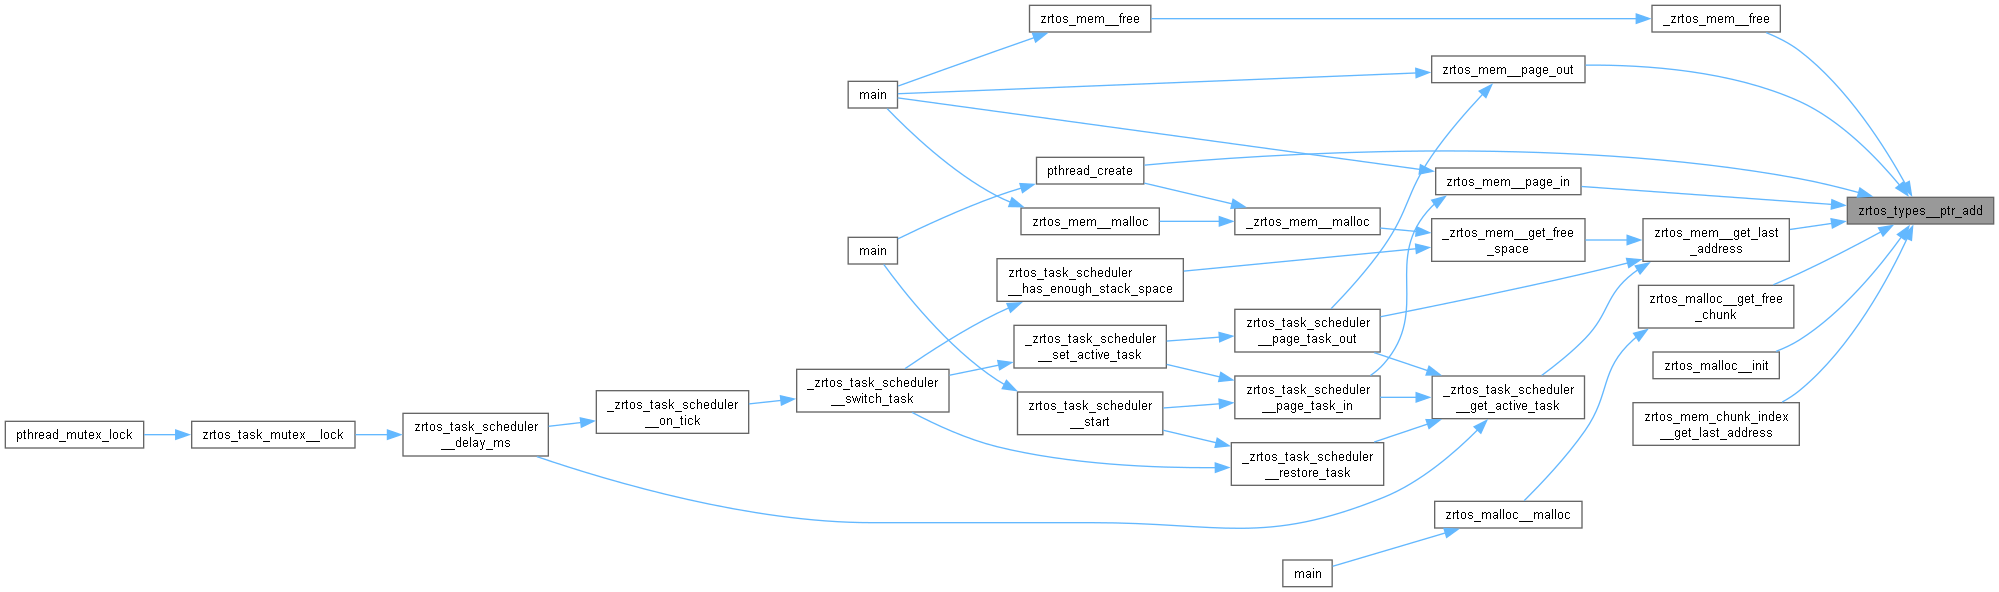 zrtos_mem__free
_zrtos_mem__free
zrtos_mem__page_out
main
pthread_create
zrtos_mem__page_in
zrtos_types__ptr_add
zrtos_mem__malloc
_zrtos_mem__malloc
_zrtos_mem__get_free
_space
zrtos_mem__get_last
_address
main
zrtos_task_scheduler
__has_enough_stack_space
zrtos_malloc__get_free
_chunk
zrtos_task_scheduler
__page_task_out
_zrtos_task_scheduler
__set_active_task
zrtos_malloc__init
_zrtos_task_scheduler
__switch_task
zrtos_task_scheduler
__page_task_in
_zrtos_task_scheduler
__get_active_task
_zrtos_task_scheduler
__on_tick
zrtos_task_scheduler
__start
zrtos_mem_chunk_index
__get_last_address
pthread_mutex_lock
zrtos_task_mutex__lock
zrtos_task_scheduler
__delay_ms
_zrtos_task_scheduler
__restore_task
zrtos_malloc__malloc
main